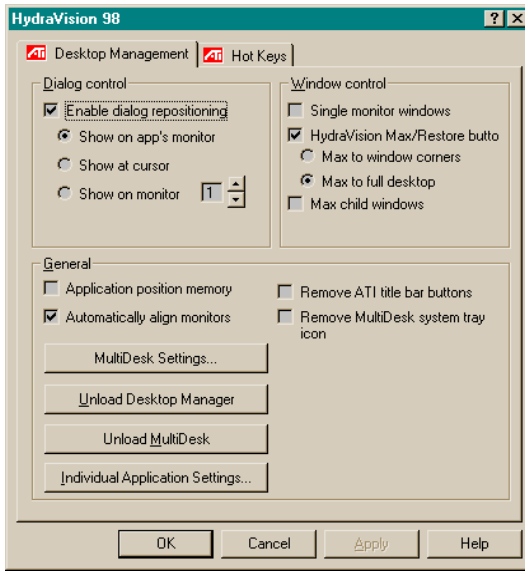 HydraVision 98
ATI Desktop Management ATI Hot Keys
Dialog control
Enable dialog repositioning
Show on app's monitor
Show at cursor
Show on monitor 1
Window control
Single monitor windows
HydraVision Max/Restore butto
Max to window corners
Max to full desktop
Max child windows
General
Application position memory
Automatically align monitors
Remove ATI title bar buttons
Remove MultiDesk system tray
icon
MultiDesk Settings...
Unload Desktop Manager
Unload MultiDesk
Individual Application Settings...
OK Cancel Apply Help